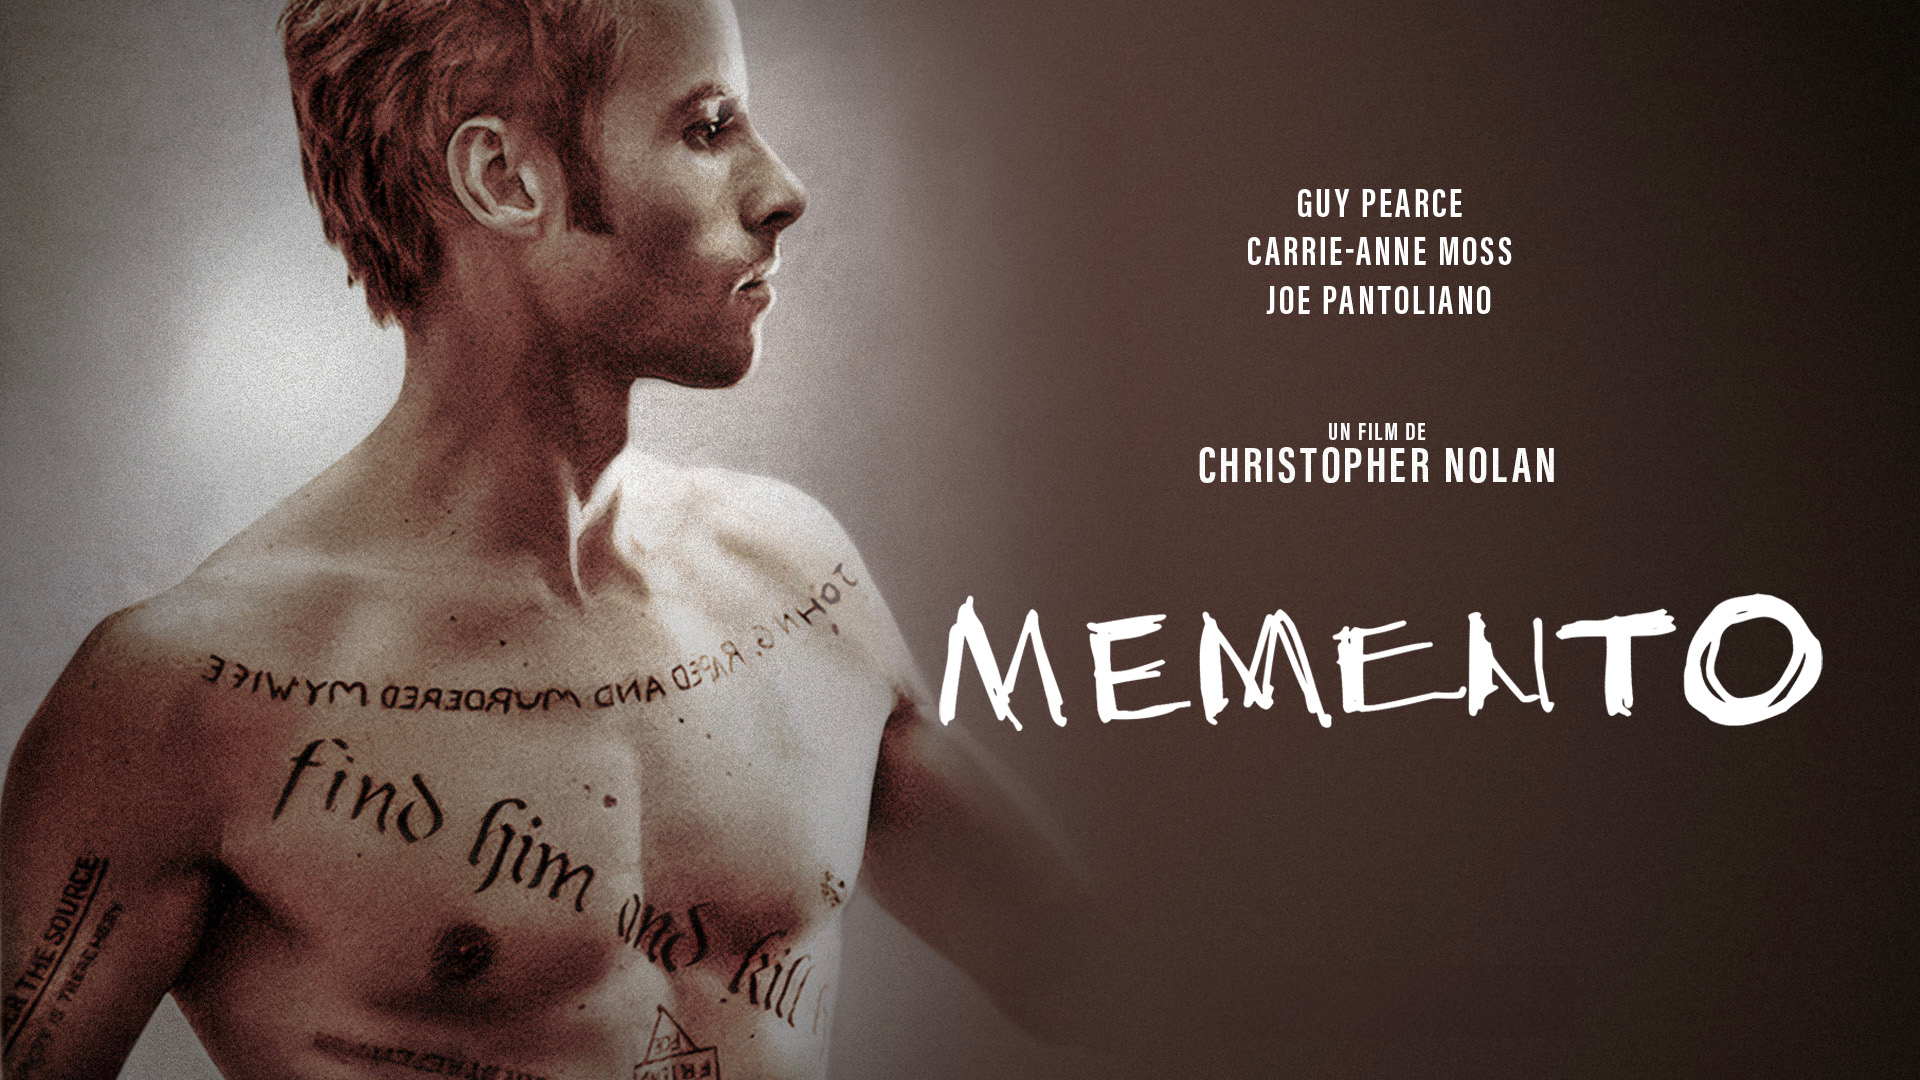 GUY PEARCE
CARRIE-ANNE MOSS
JOE PANTOLIANO
UN FILM DE
CHRISTOPHER NOLAN
MEMENTO
JOHN G. RAPED AND MURDERED MY WIFE
find him
and kill
THE SOURCE